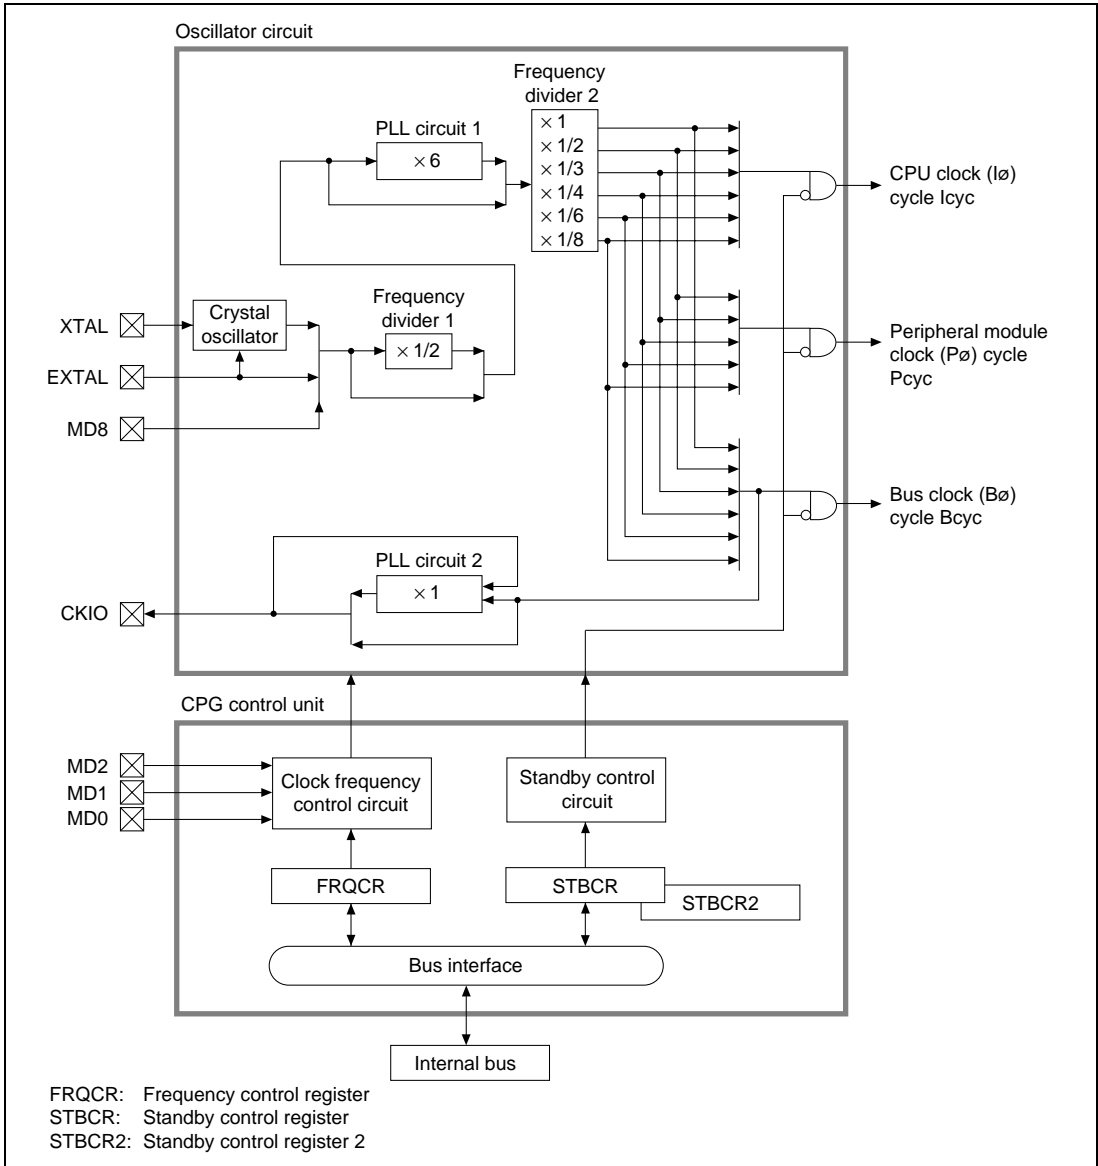 Oscillator circuit
Frequency
divider 2
PLL circuit 1
× 1
× 1/2
× 6
× 1/3
× 1/4
× 1/6
× 1/8
CPU clock (Iø)
cycle Icyc
Crystal
oscillator
Frequency
divider 1
× 1/2
XTAL
EXTAL
MD8
Peripheral module
clock (Pø) cycle
Pcyc
Bus clock (Bø)
cycle Bcyc
PLL circuit 2
× 1
CKIO
CPG control unit
MD2
MD1
MD0
Clock frequency
control circuit
Standby control
circuit
FRQCR
STBCR
STBCR2
Bus interface
Internal bus
FRQCR: Frequency control register
STBCR: Standby control register
STBCR2: Standby control register 2